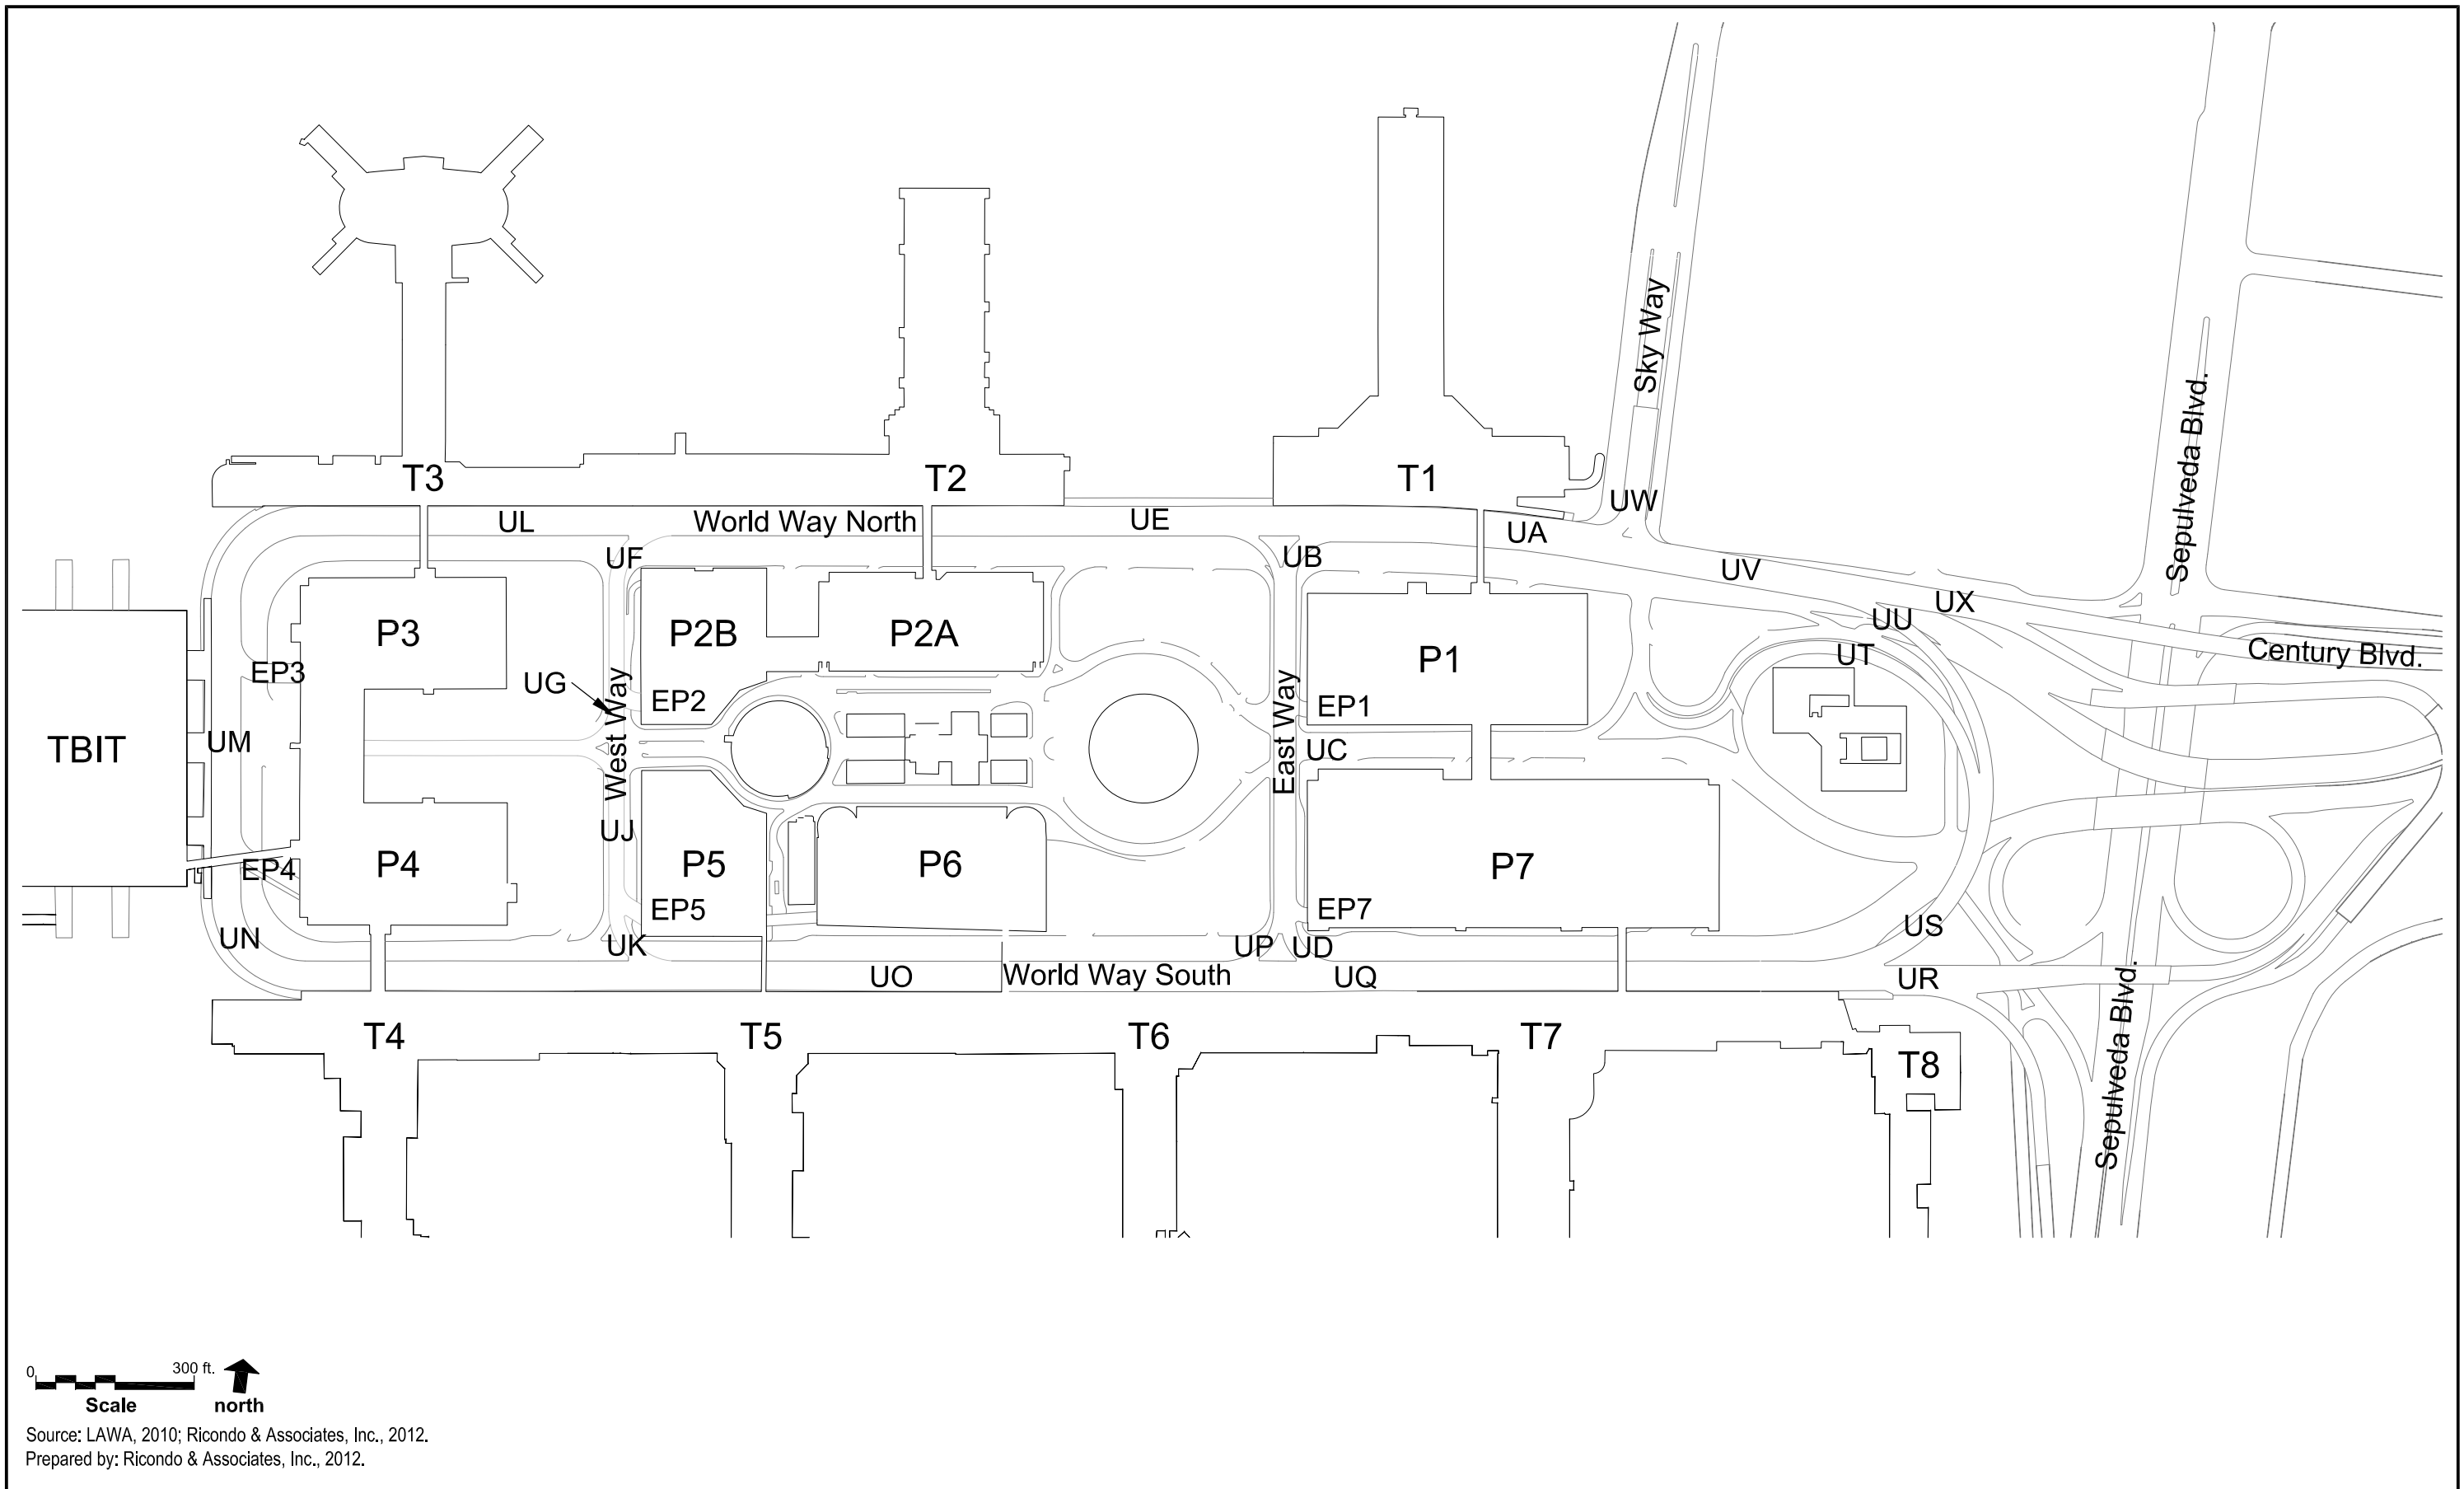 Sky Way
Sepulveda Blvd.
T3
T2
T1
UW
UL
World Way North
UE
UA
UF
UB
UV
UX
UU
P3
P2B
P2A
P1
UT
Century Blvd.
EP3
UG
West Way
EP2
East Way
EP1
TBIT
UM
UC
UJ
P4
P5
P6
P7
EP4
EP5
EP7
UN
UK
UP
UD
US
UO
World Way South
UQ
UR
Sepulveda Blvd.
T4
T5
T6
T7
T8
0 300 ft.
Scale
north
Source: LAWA, 2010; Ricondo & Associates, Inc., 2012.
Prepared by: Ricondo & Associates, Inc., 2012.